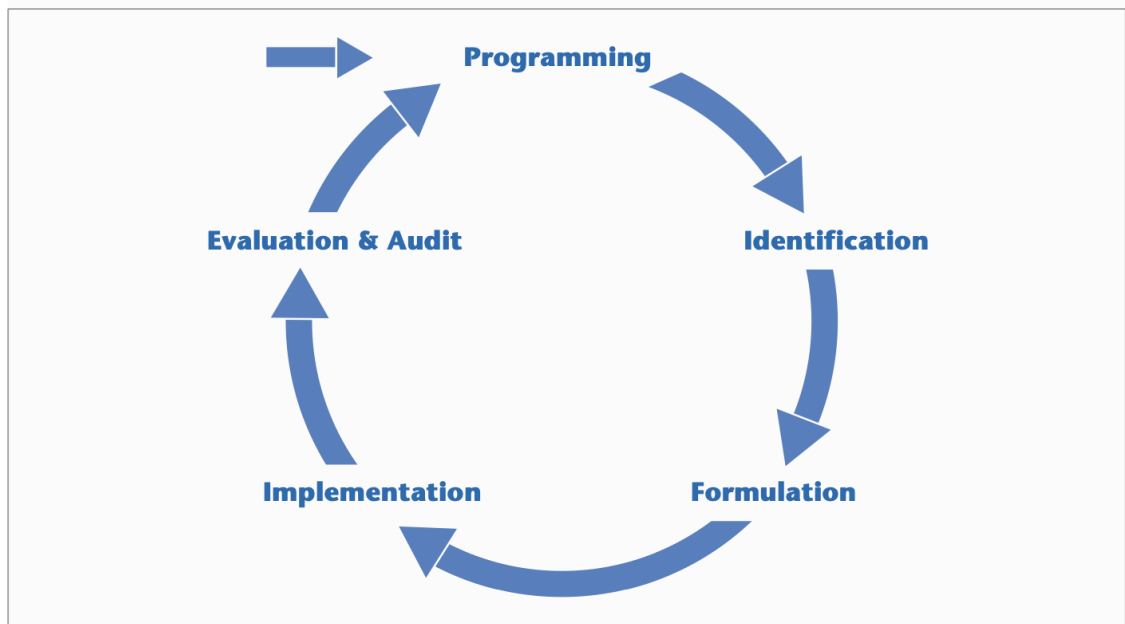 Programming
Evaluation & Audit
Identification
Implementation
Formulation